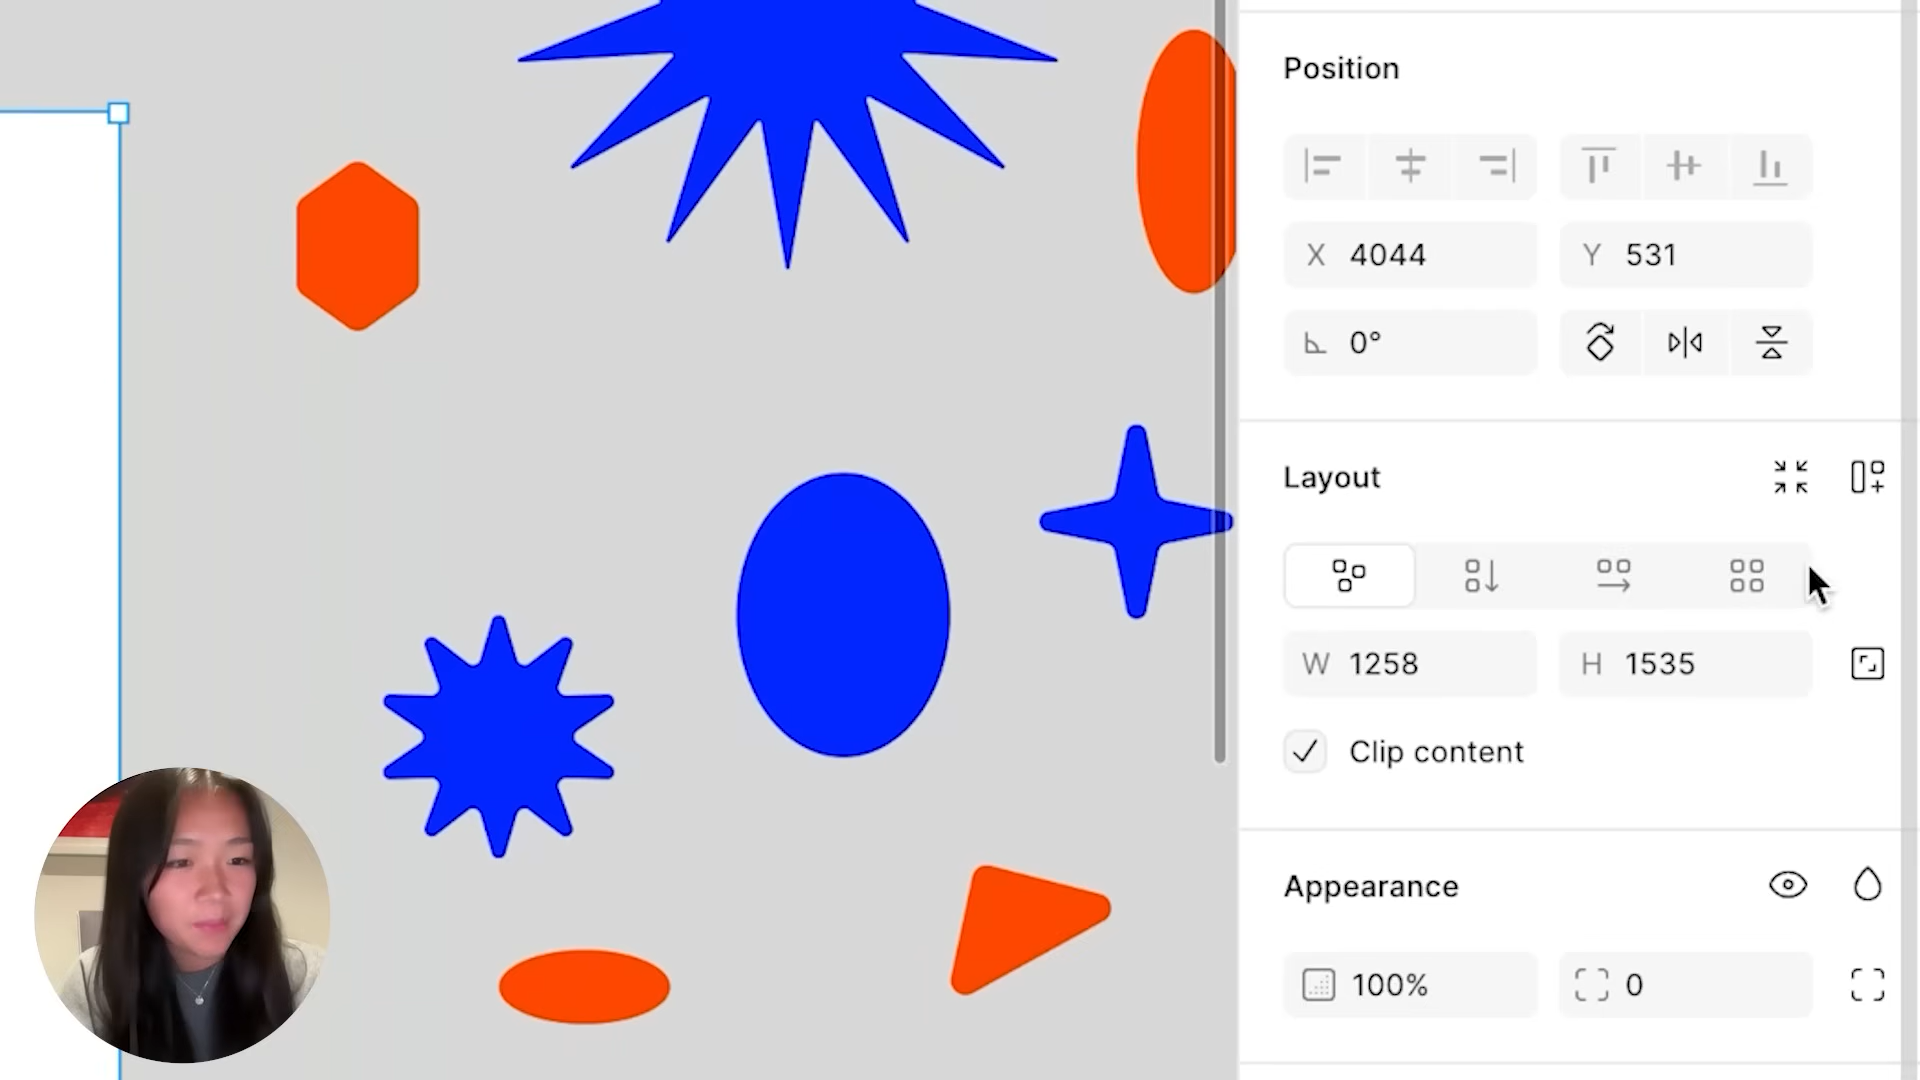 Position
X 4044 Y 531
0°
Layout
W 1258 H 1535
Clip content
Appearance
100% 0